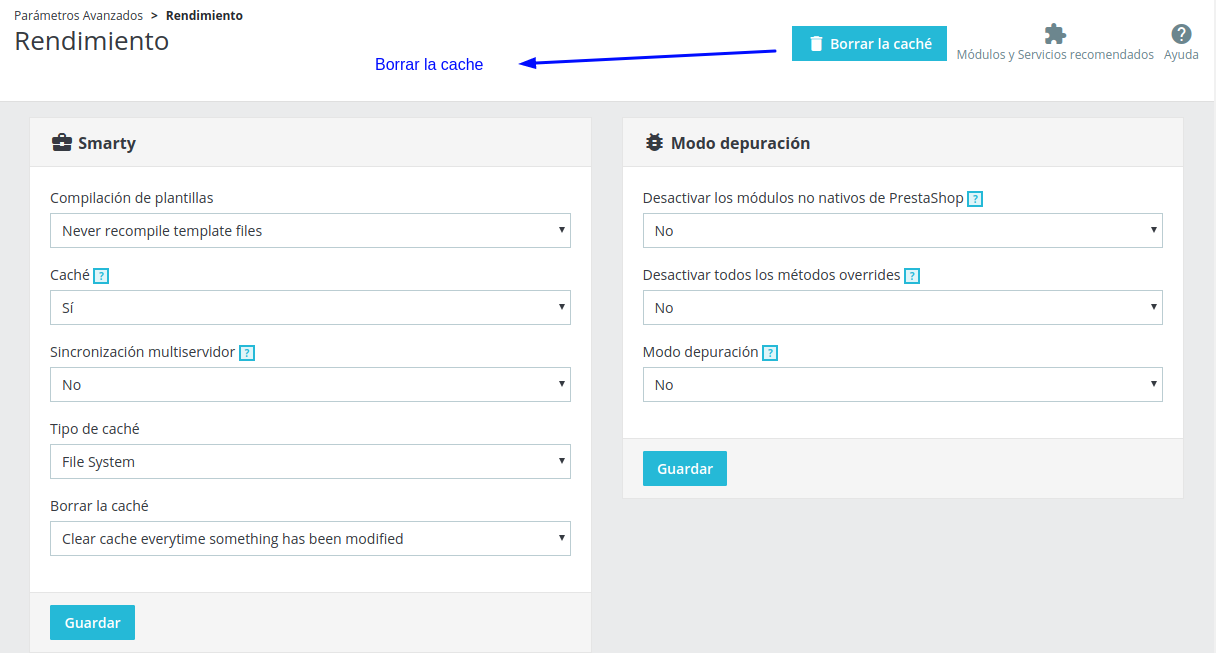 Parámetros Avanzados > Rendimiento
Rendimiento
Borrar la cache
Borrar la caché
Módulos y Servicios recomendados
Ayuda
Smarty
Compilación de plantillas
Never recompile template files
Caché ?
Sí
Sincronización multiservidor ?
No
Tipo de caché
File System
Borrar la caché
Clear cache everytime something has been modified
Guardar
Modo depuración
Desactivar los módulos no nativos de PrestaShop ?
No
Desactivar todos los métodos overrides ?
No
Modo depuración ?
No
Guardar